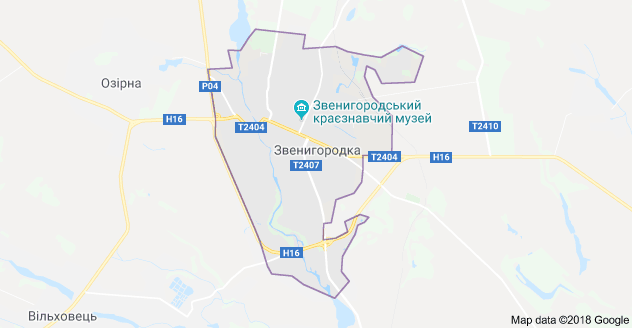 Озірна
P04
H16
T2404
Звенигородський
краєзнавчий музей
T2410
Звенигородка
T2407
T2404
H16
H16
Вільховець
Map data ©2018 Google